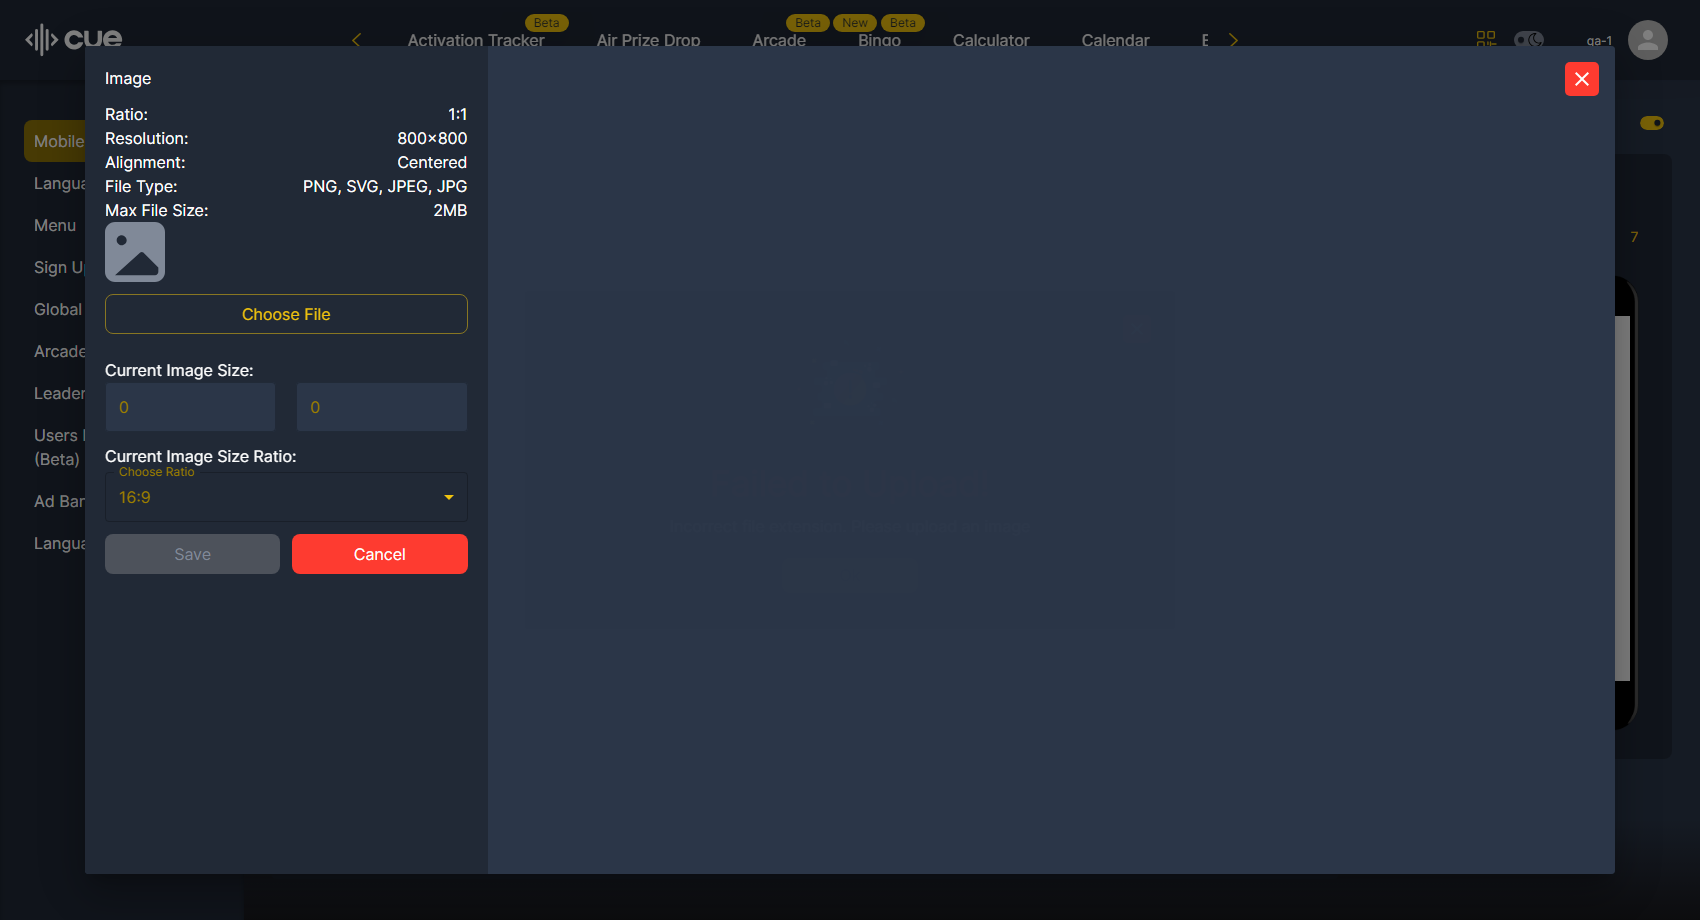 cue
Beta
Beta
New
Beta
Activation Tracker
Air Prize Drop
Arcade
Bingo
Calculator
Calendar
qa-1
Image
Ratio: 1:1
Resolution: 800×800
Alignment: Centered
File Type: PNG, SVG, JPEG, JPG
Max File Size: 2MB
Choose File
Current Image Size:
0 0
Current Image Size Ratio:
Choose Ratio
16:9
Save Cancel
Mobile
Langua
Menu
Sign Up
Global
Arcade
Leader
Users
(Beta)
Ad Ban
Langua
7